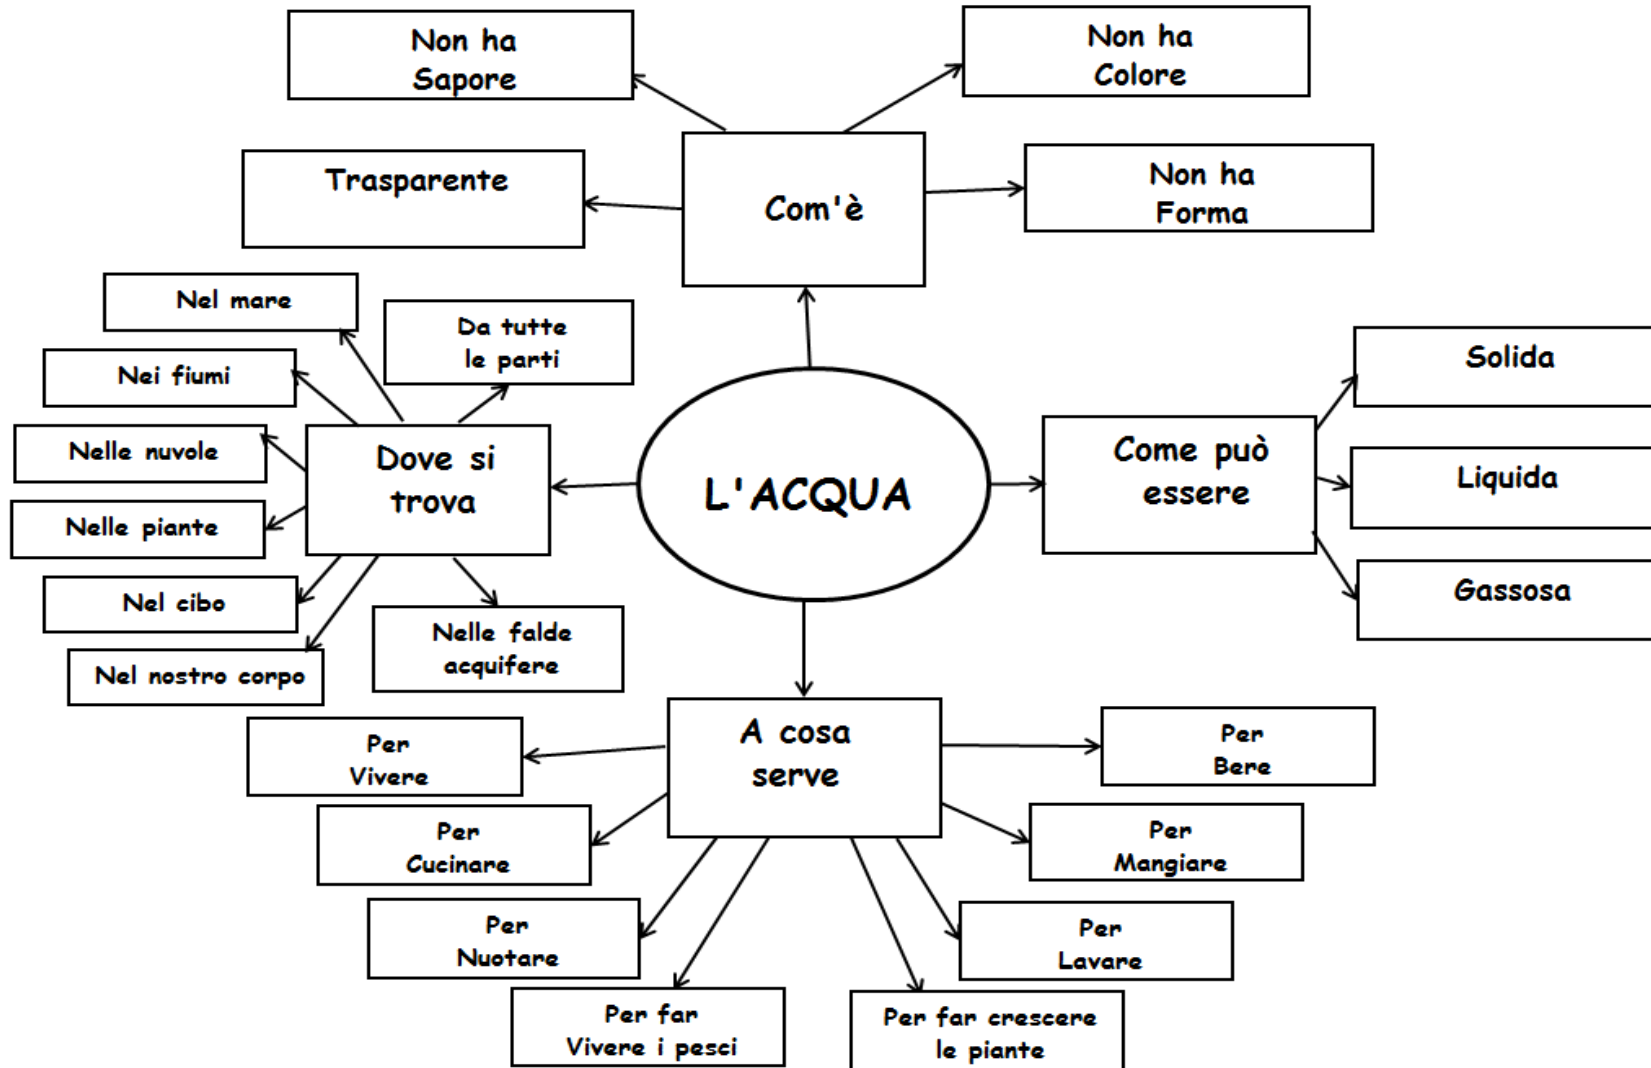 Non ha
Sapore
Non ha
Colore
Trasparente
Com'è
Non ha
Forma
Nel mare
Da tutte
le parti
Nei fiumi
Nelle nuvole
Nelle piante
Nel cibo
Nel nostro corpo
Dove si
trova
Nelle falde
acquifere
L'ACQUA
Come può
essere
Solida
Liquida
Gassosa
A cosa
serve
Per
Vivere
Per
Cucinare
Per
Nuotare
Per far
Vivere i pesci
Per
Bere
Per
Mangiare
Per
Lavare
Per far crescere
le piante